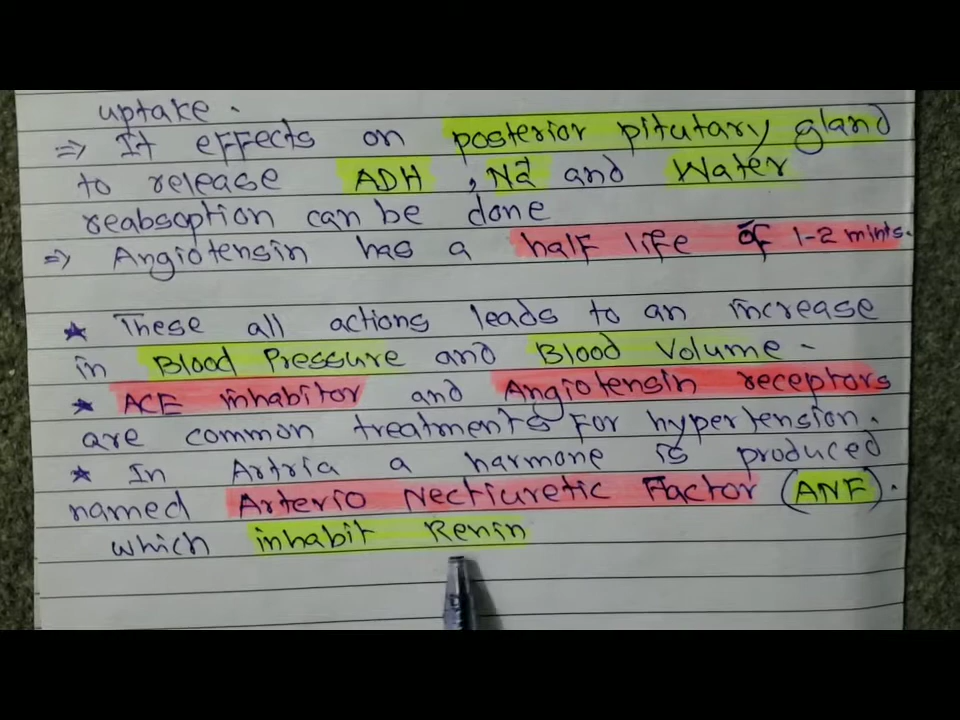 uptake.
⇒ It effects on posterior pitutary gland
to release ADH, Na and Water
reabsoption can be done
⇒ Angiotensin has a half life of 1-2 mints.
★ These all actions leads to an increase
in Blood Pressure and Blood Volume.
★ ACE inhabitor and Angiotensin receptors
are common treatments for hypertension.
★ In Artria a harmone is produced
named Arterio Nectiuretic Factor (ANF).
which inhabit Renin